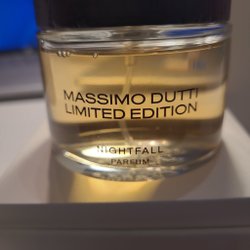 MASSIMO DUTTI
LIMITED EDITION
NIGHTFALL
PARFUM